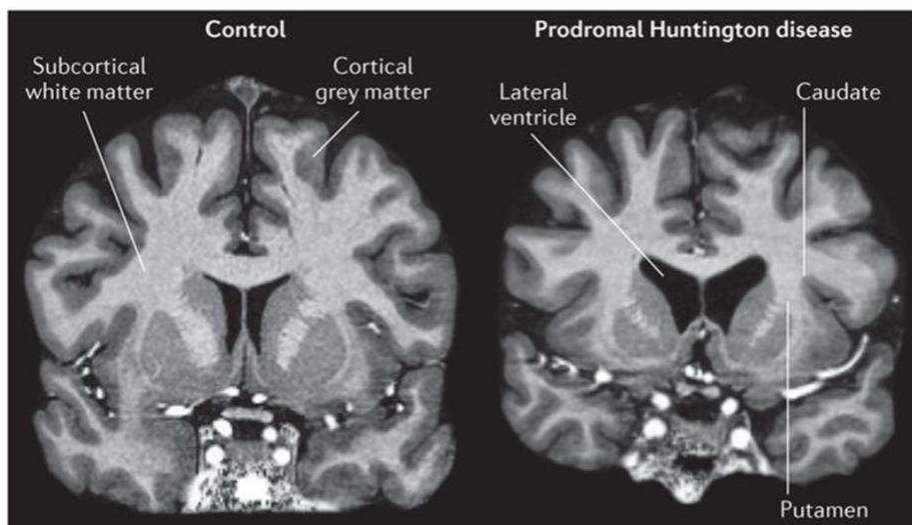 Control
Subcortical
white matter
Cortical
grey matter
Prodromal Huntington disease
Lateral
ventricle
Caudate
Putamen